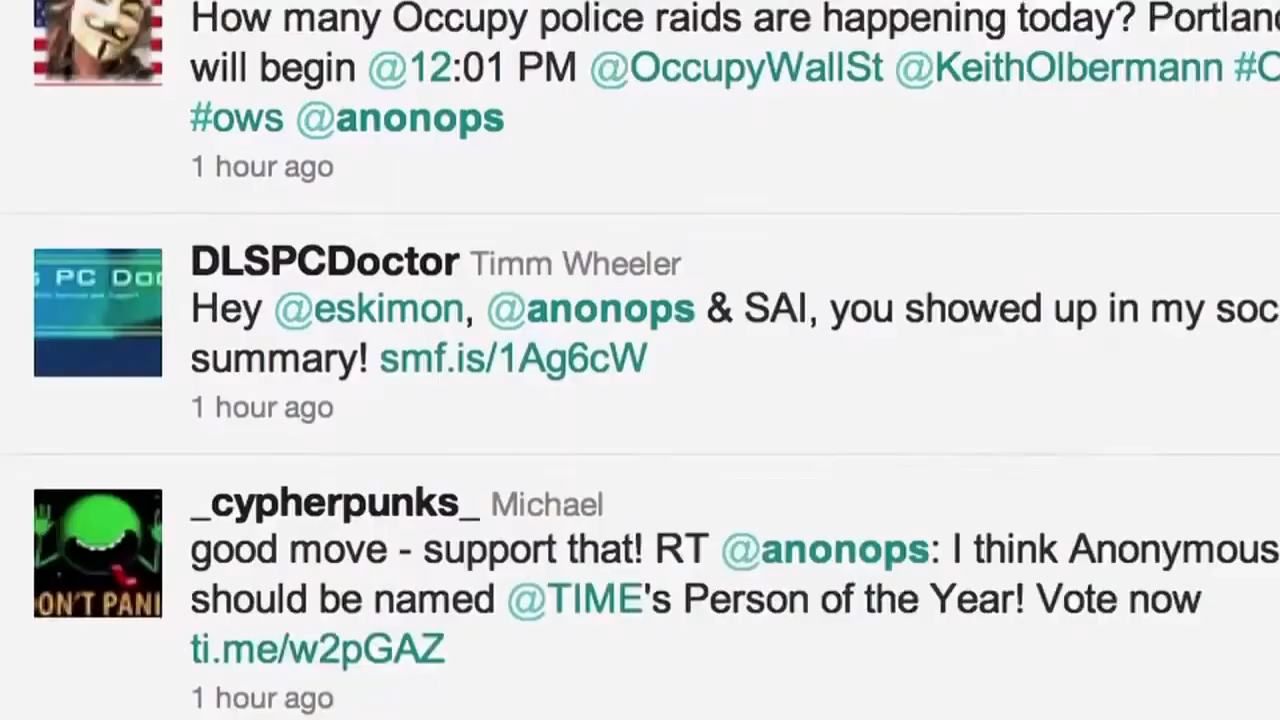 How many Occupy police raids are happening today? Portland
will begin @12:01 PM @OccupyWallSt @KeithOlbermann
#ows @anonops
1 hour ago
PC Doc
DLSPCDoctor Timm Wheeler
Hey @eskimon, @anonops & SAI, you showed up in my soc
summary! smf.is/1Ag6cW
1 hour ago
_cypherpunks_ Michael
good move - support that! RT @anonops: I think Anonymous
should be named @TIME's Person of the Year! Vote now
ON'T PANI
ti.me/w2pGAZ
1 hour ago